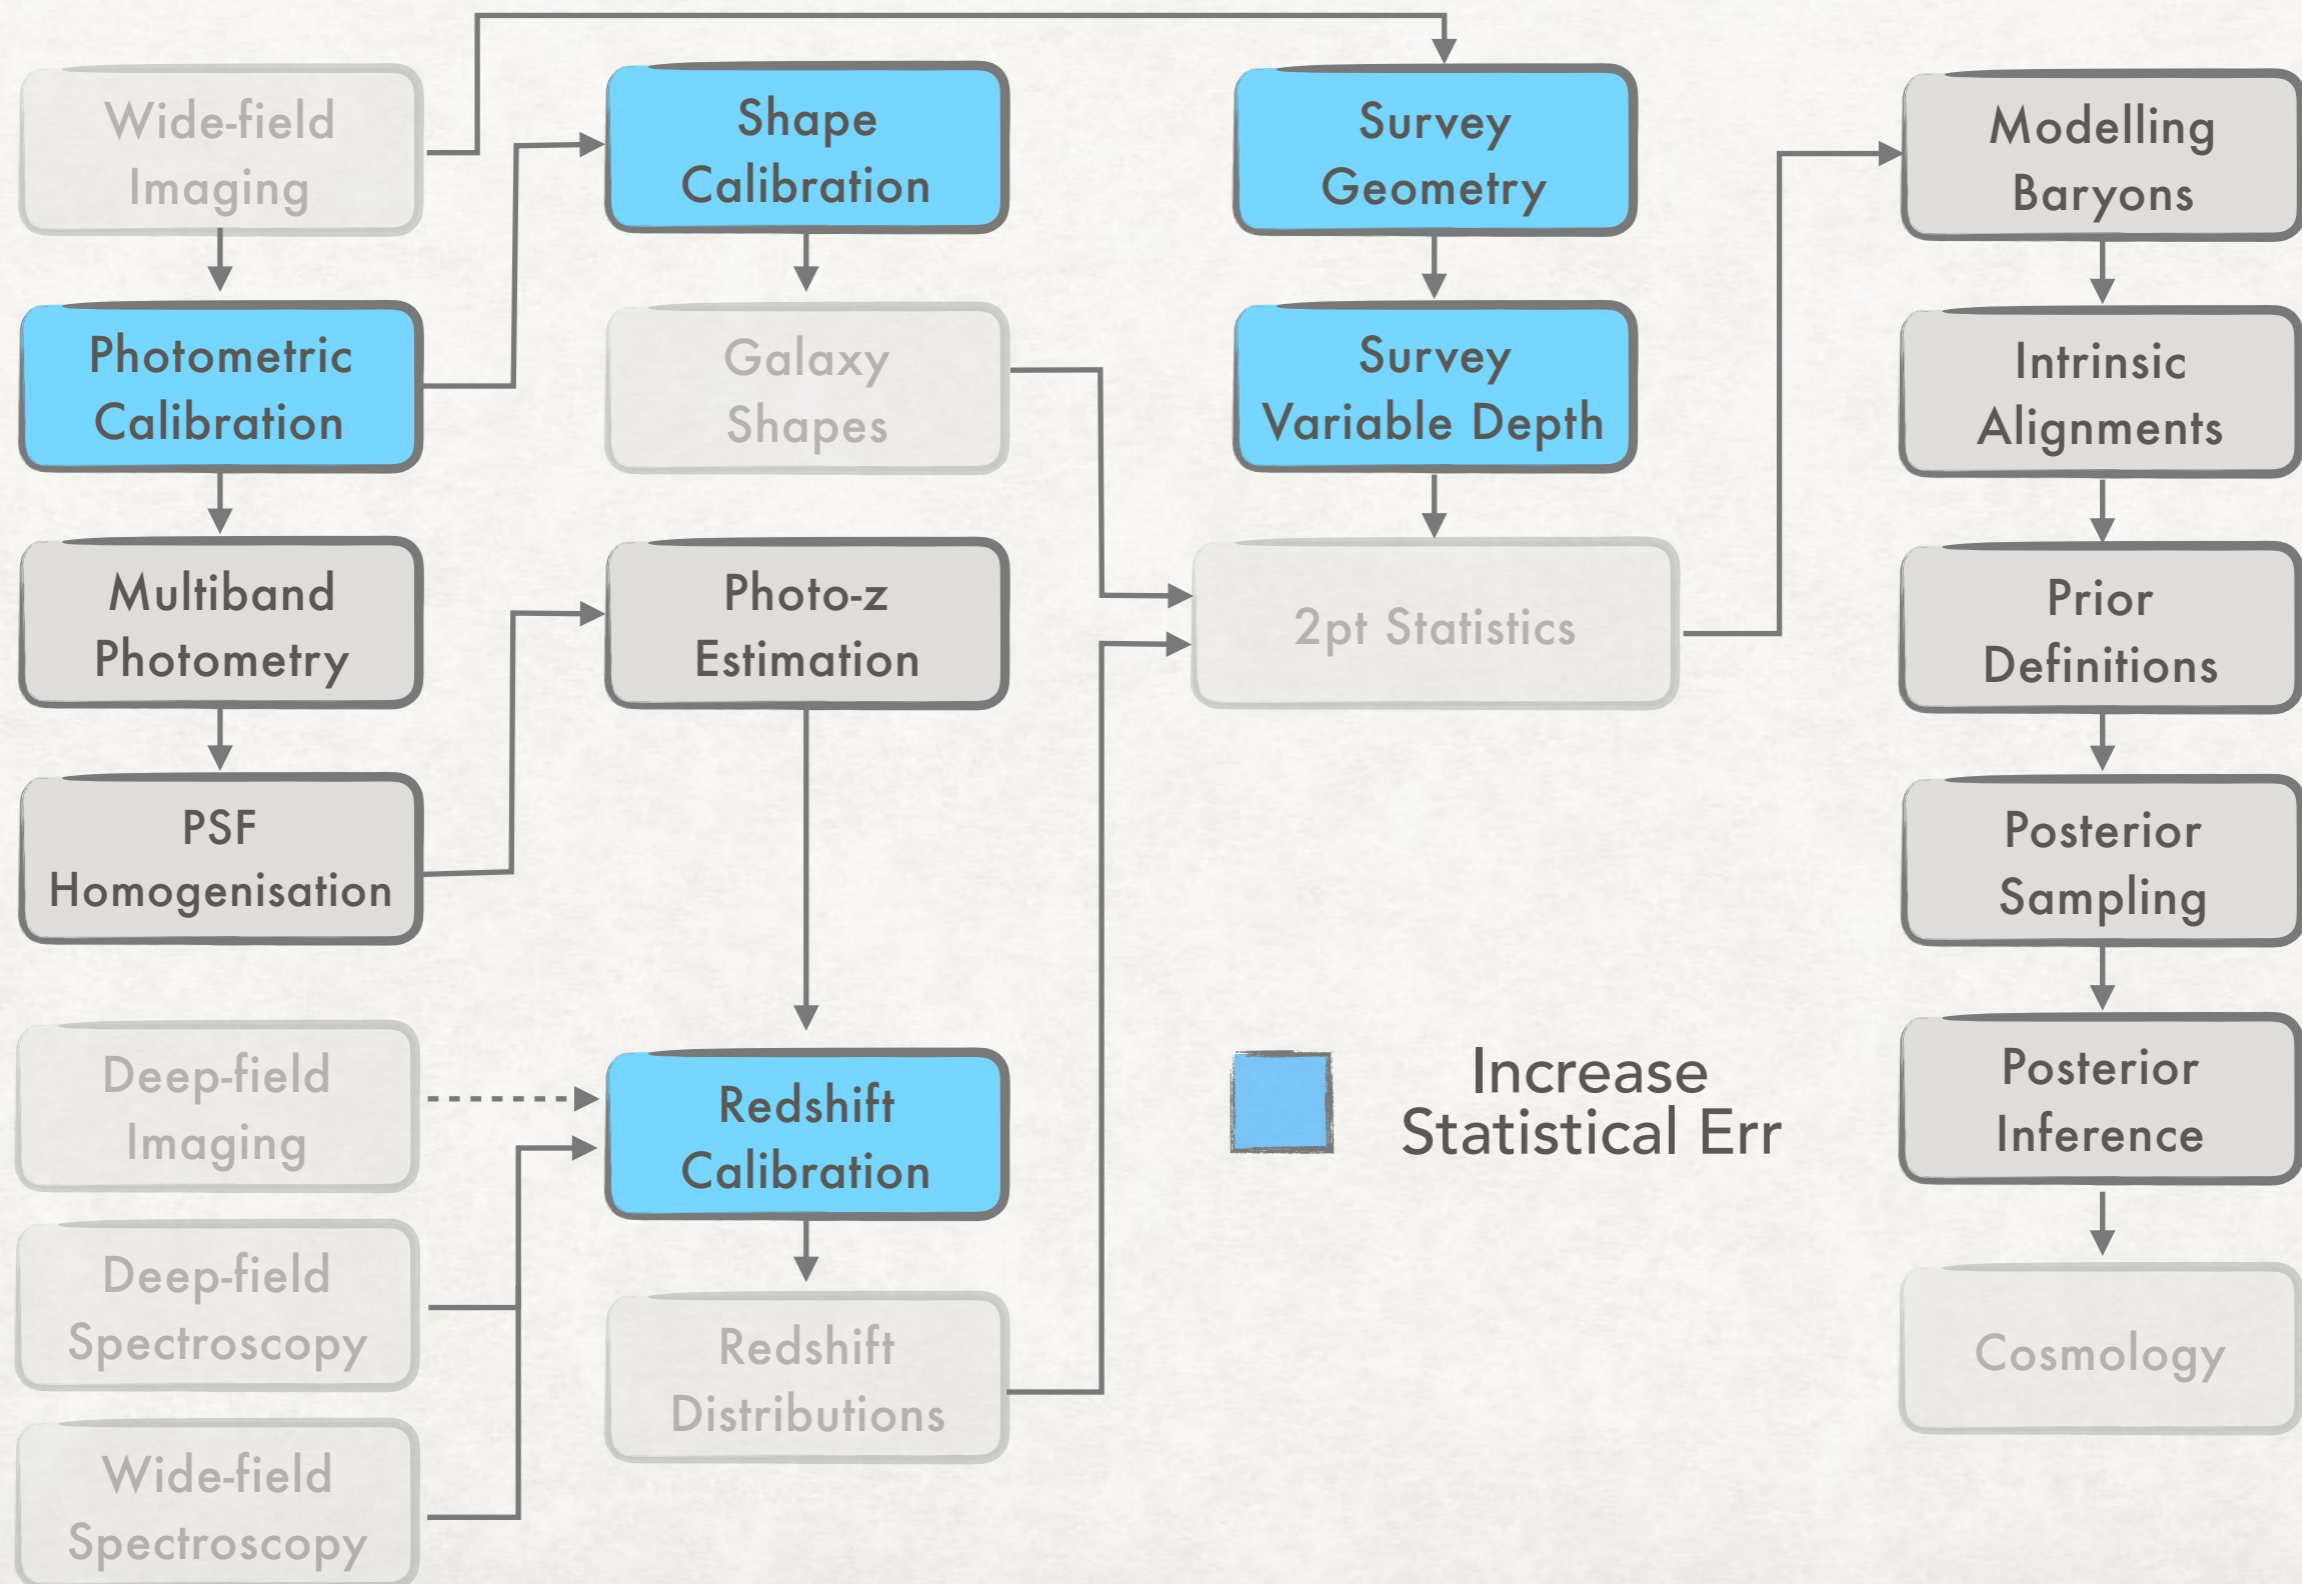 Wide-field
Imaging
Photometric
Calibration
Multiband
Photometry
PSF
Homogenisation
Deep-field
Imaging
Deep-field
Spectroscopy
Wide-field
Spectroscopy
Shape
Calibration
Galaxy
Shapes
Photo-z
Estimation
Redshift
Calibration
Redshift
Distributions
Survey
Geometry
Survey
Variable Depth
2pt Statistics
Increase
Statistical Err
Modelling
Baryons
Intrinsic
Alignments
Prior
Definitions
Posterior
Sampling
Posterior
Inference
Cosmology